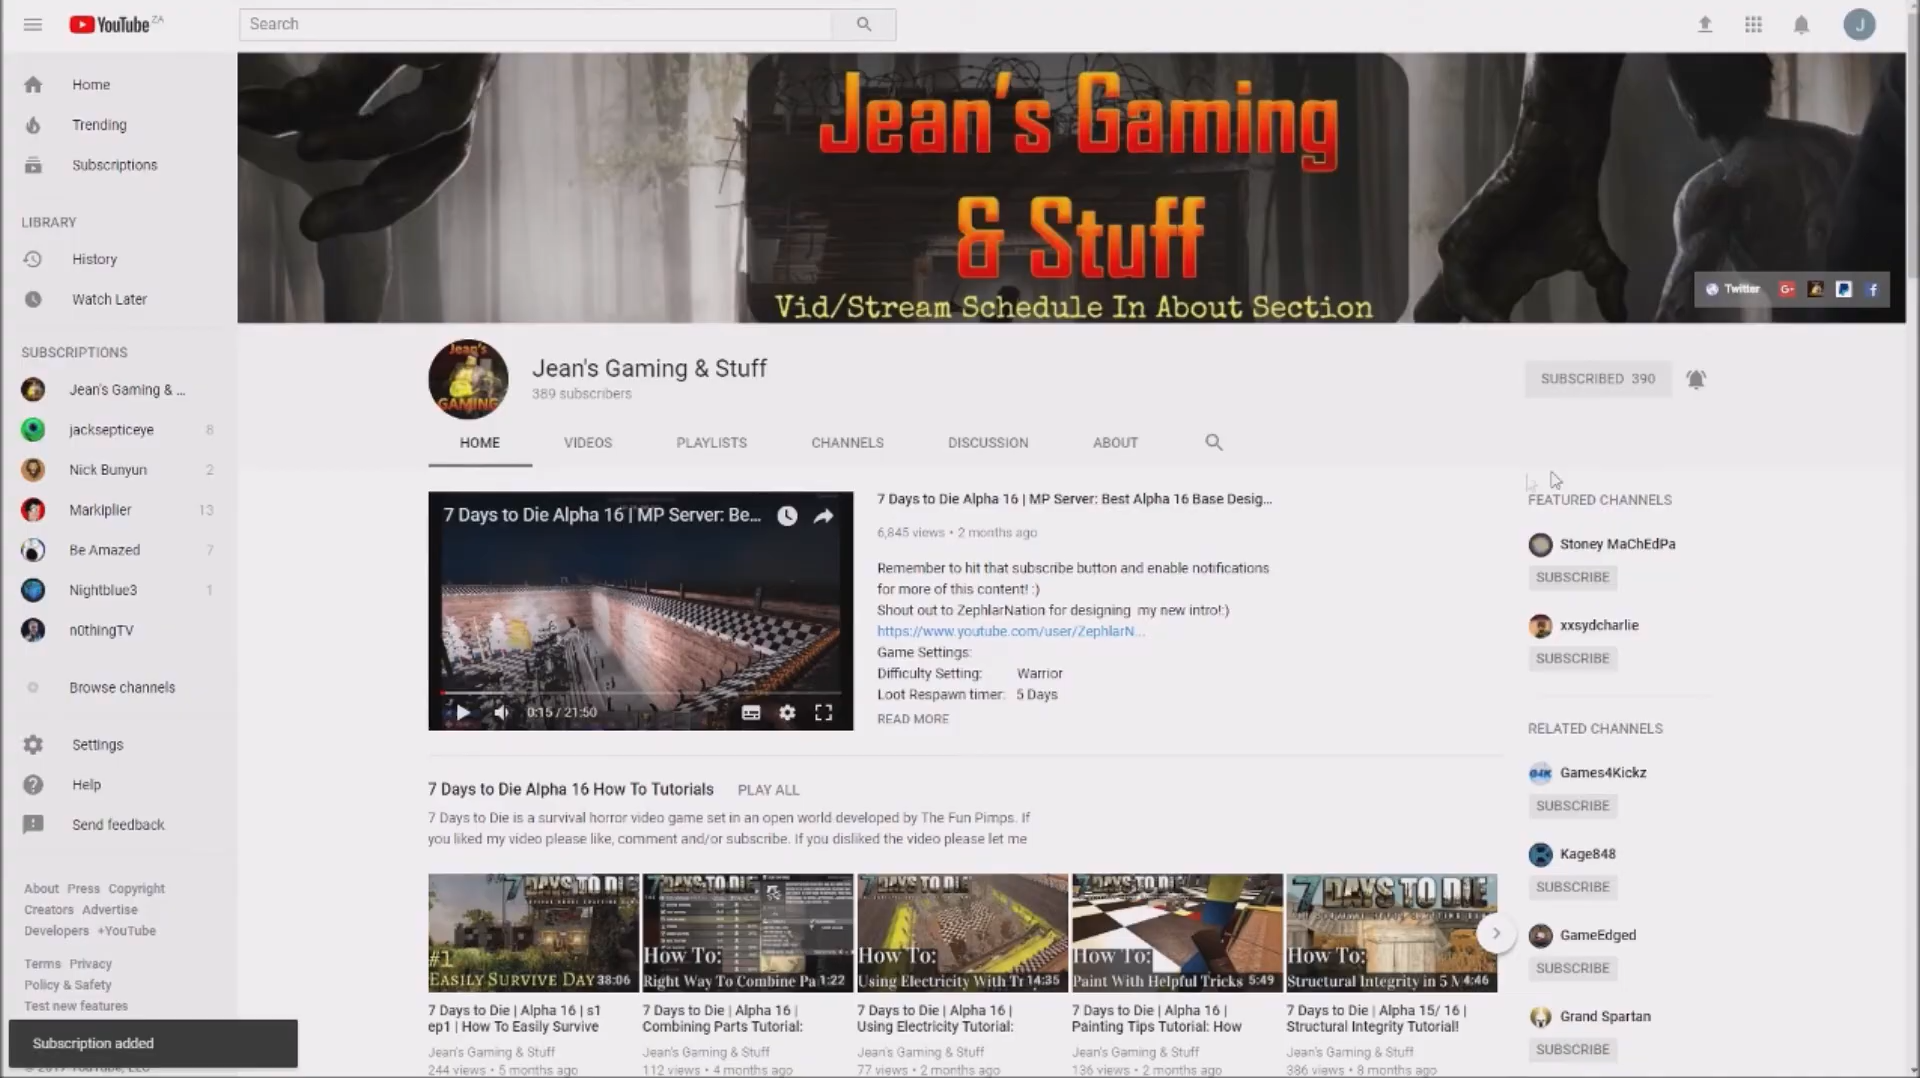 YouTube ZA
Search
J
Home
Trending
Subscriptions
LIBRARY
History
Watch Later
SUBSCRIPTIONS
Jean's Gaming & ...
jacksepticeye 8
Nick Bunyun 2
Markiplier 13
Be Amazed 7
Nightblue3 1
n0thingTV
Browse channels
Settings
Help
Send feedback
About Press Copyright
Creators Advertise
Developers +YouTube
Terms Privacy
Policy & Safety
Test new features
Subscription added
Jean's Gaming
& Stuff
Vid/Stream Schedule In About Section
Twitter
Jean's
GAMING
Jean's Gaming & Stuff
389 subscribers
SUBSCRIBED 390
HOME VIDEOS PLAYLISTS CHANNELS DISCUSSION ABOUT
7 Days to Die Alpha 16 | MP Server: Be...
0:15 / 21:50
7 Days to Die Alpha 16 | MP Server: Best Alpha 16 Base Desig...
6,845 views • 2 months ago
Remember to hit that subscribe button and enable notifications
for more of this content! :)
Shout out to ZephlarNation for designing my new intro!:)
https://www.youtube.com/user/ZephlarN...
Game Settings:
Difficulty Setting: Warrior
Loot Respawn timer: 5 Days
READ MORE
7 Days to Die Alpha 16 How To Tutorials PLAY ALL
7 Days to Die is a survival horror video game set in an open world developed by The Fun Pimps. If
you liked my video please like, comment and/or subscribe. If you disliked the video please let me
7 DAYS TO DIE
#1
EASILY SURVIVE DAY 38:06
7 Days to Die | Alpha 16 | s1
ep1 | How To Easily Survive
Jean's Gaming & Stuff
244 views • 5 months ago
7 DAYS TO DIE
How To:
Right Way To Combine Pa 1:22
7 Days to Die | Alpha 16 |
Combining Parts Tutorial:
Jean's Gaming & Stuff
112 views • 4 months ago
7 DAYS TO DIE
How To:
Using Electricity With Tr 14:35
7 Days to Die | Alpha 16 |
Using Electricity Tutorial:
Jean's Gaming & Stuff
77 views • 2 months ago
7 DAYS TO DIE
How To:
Paint With Helpful Tricks 5:49
7 Days to Die | Alpha 16 |
Painting Tips Tutorial: How
Jean's Gaming & Stuff
136 views • 2 months ago
7 DAYS TO DIE
How To:
Structural Integrity in 5 M 4:46
7 Days to Die | Alpha 15/ 16 |
Structural Integrity Tutorial!
Jean's Gaming & Stuff
386 views • 8 months ago
FEATURED CHANNELS
Stoney MaChEdPa
SUBSCRIBE
xxsydcharlie
SUBSCRIBE
RELATED CHANNELS
Games4Kickz
SUBSCRIBE
Kage848
SUBSCRIBE
GameEdged
SUBSCRIBE
Grand Spartan
SUBSCRIBE